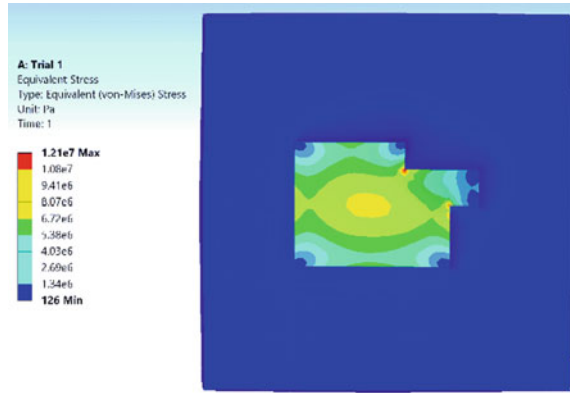 A: Trial 1
Equivalent Stress
Type: Equivalent (von-Mises) Stress
Unit: Pa
Time: 1
1.21e7 Max
1.08e7
9.41e6
8.07e6
6.72e6
5.38e6
4.03e6
2.69e6
1.34e6
126 Min